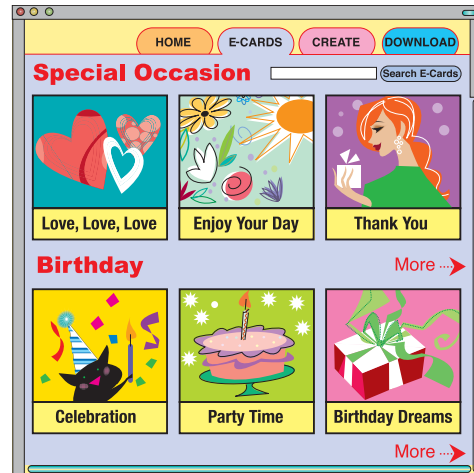 HOME E-CARDS CREATE DOWNLOAD
Special Occasion Search E-Cards
Love, Love, Love Enjoy Your Day Thank You
Birthday More
Celebration Party Time Birthday Dreams
More